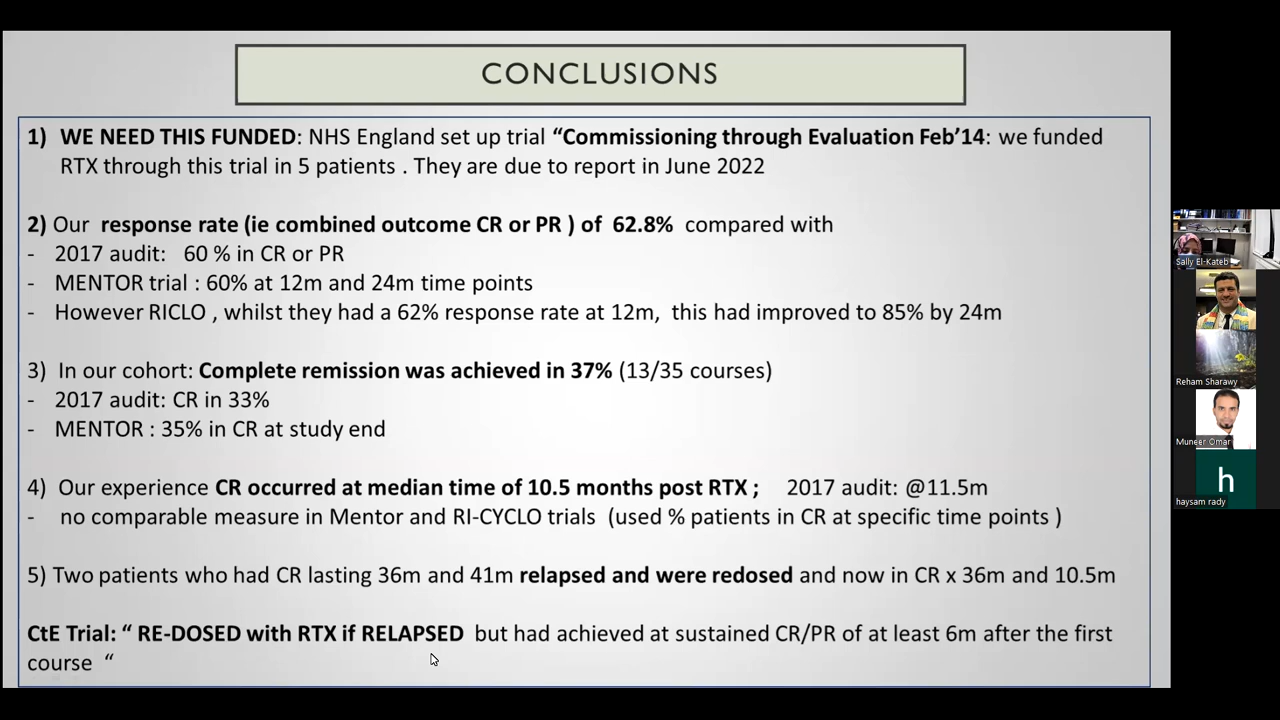 CONCLUSIONS
1) WE NEED THIS FUNDED: NHS England set up trial “Commissioning through Evaluation Feb’14: we funded
RTX through this trial in 5 patients . They are due to report in June 2022
2) Our response rate (ie combined outcome CR or PR ) of 62.8% compared with
- 2017 audit: 60 % in CR or PR
- MENTOR trial : 60% at 12m and 24m time points
- However RICLO , whilst they had a 62% response rate at 12m, this had improved to 85% by 24m
3) In our cohort: Complete remission was achieved in 37% (13/35 courses)
- 2017 audit: CR in 33%
- MENTOR : 35% in CR at study end
4) Our experience CR occurred at median time of 10.5 months post RTX ; 2017 audit: @11.5m
- no comparable measure in Mentor and RI-CYCLO trials (used % patients in CR at specific time points )
5) Two patients who had CR lasting 36m and 41m relapsed and were redosed and now in CR x 36m and 10.5m
CtE Trial: “ RE-DOSED with RTX if RELAPSED but had achieved at sustained CR/PR of at least 6m after the first
course “
Sally El-Kateb
Reham Sharawy
Muneer Omar
h
haysam rady